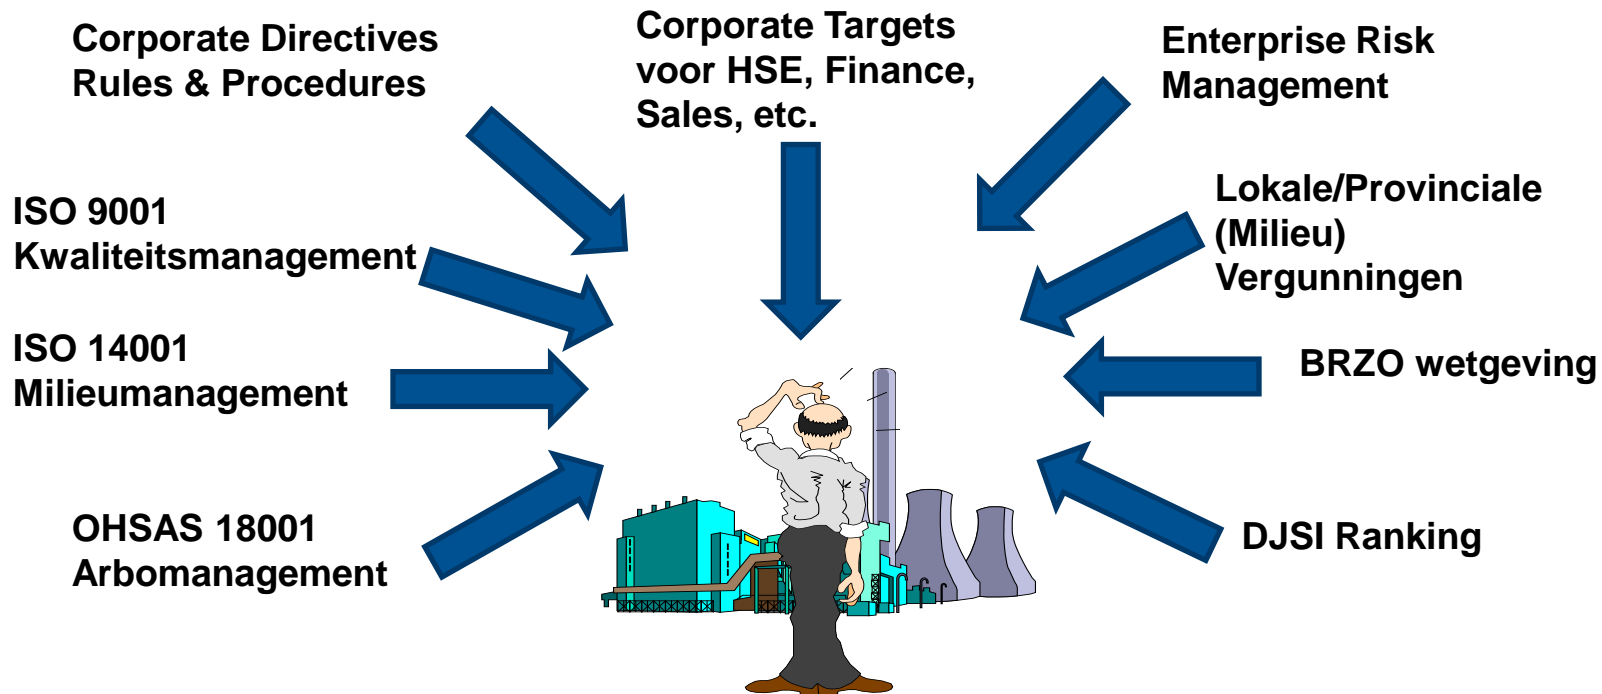 Corporate Directives
Rules & Procedures
Corporate Targets
voor HSE, Finance,
Sales, etc.
Enterprise Risk
Management
ISO 9001
Kwaliteitsmanagement
Lokale/Provinciale
(Milieu)
Vergunningen
ISO 14001
Milieumanagement
BRZO wetgeving
OHSAS 18001
Arbomanagement
DJSI Ranking